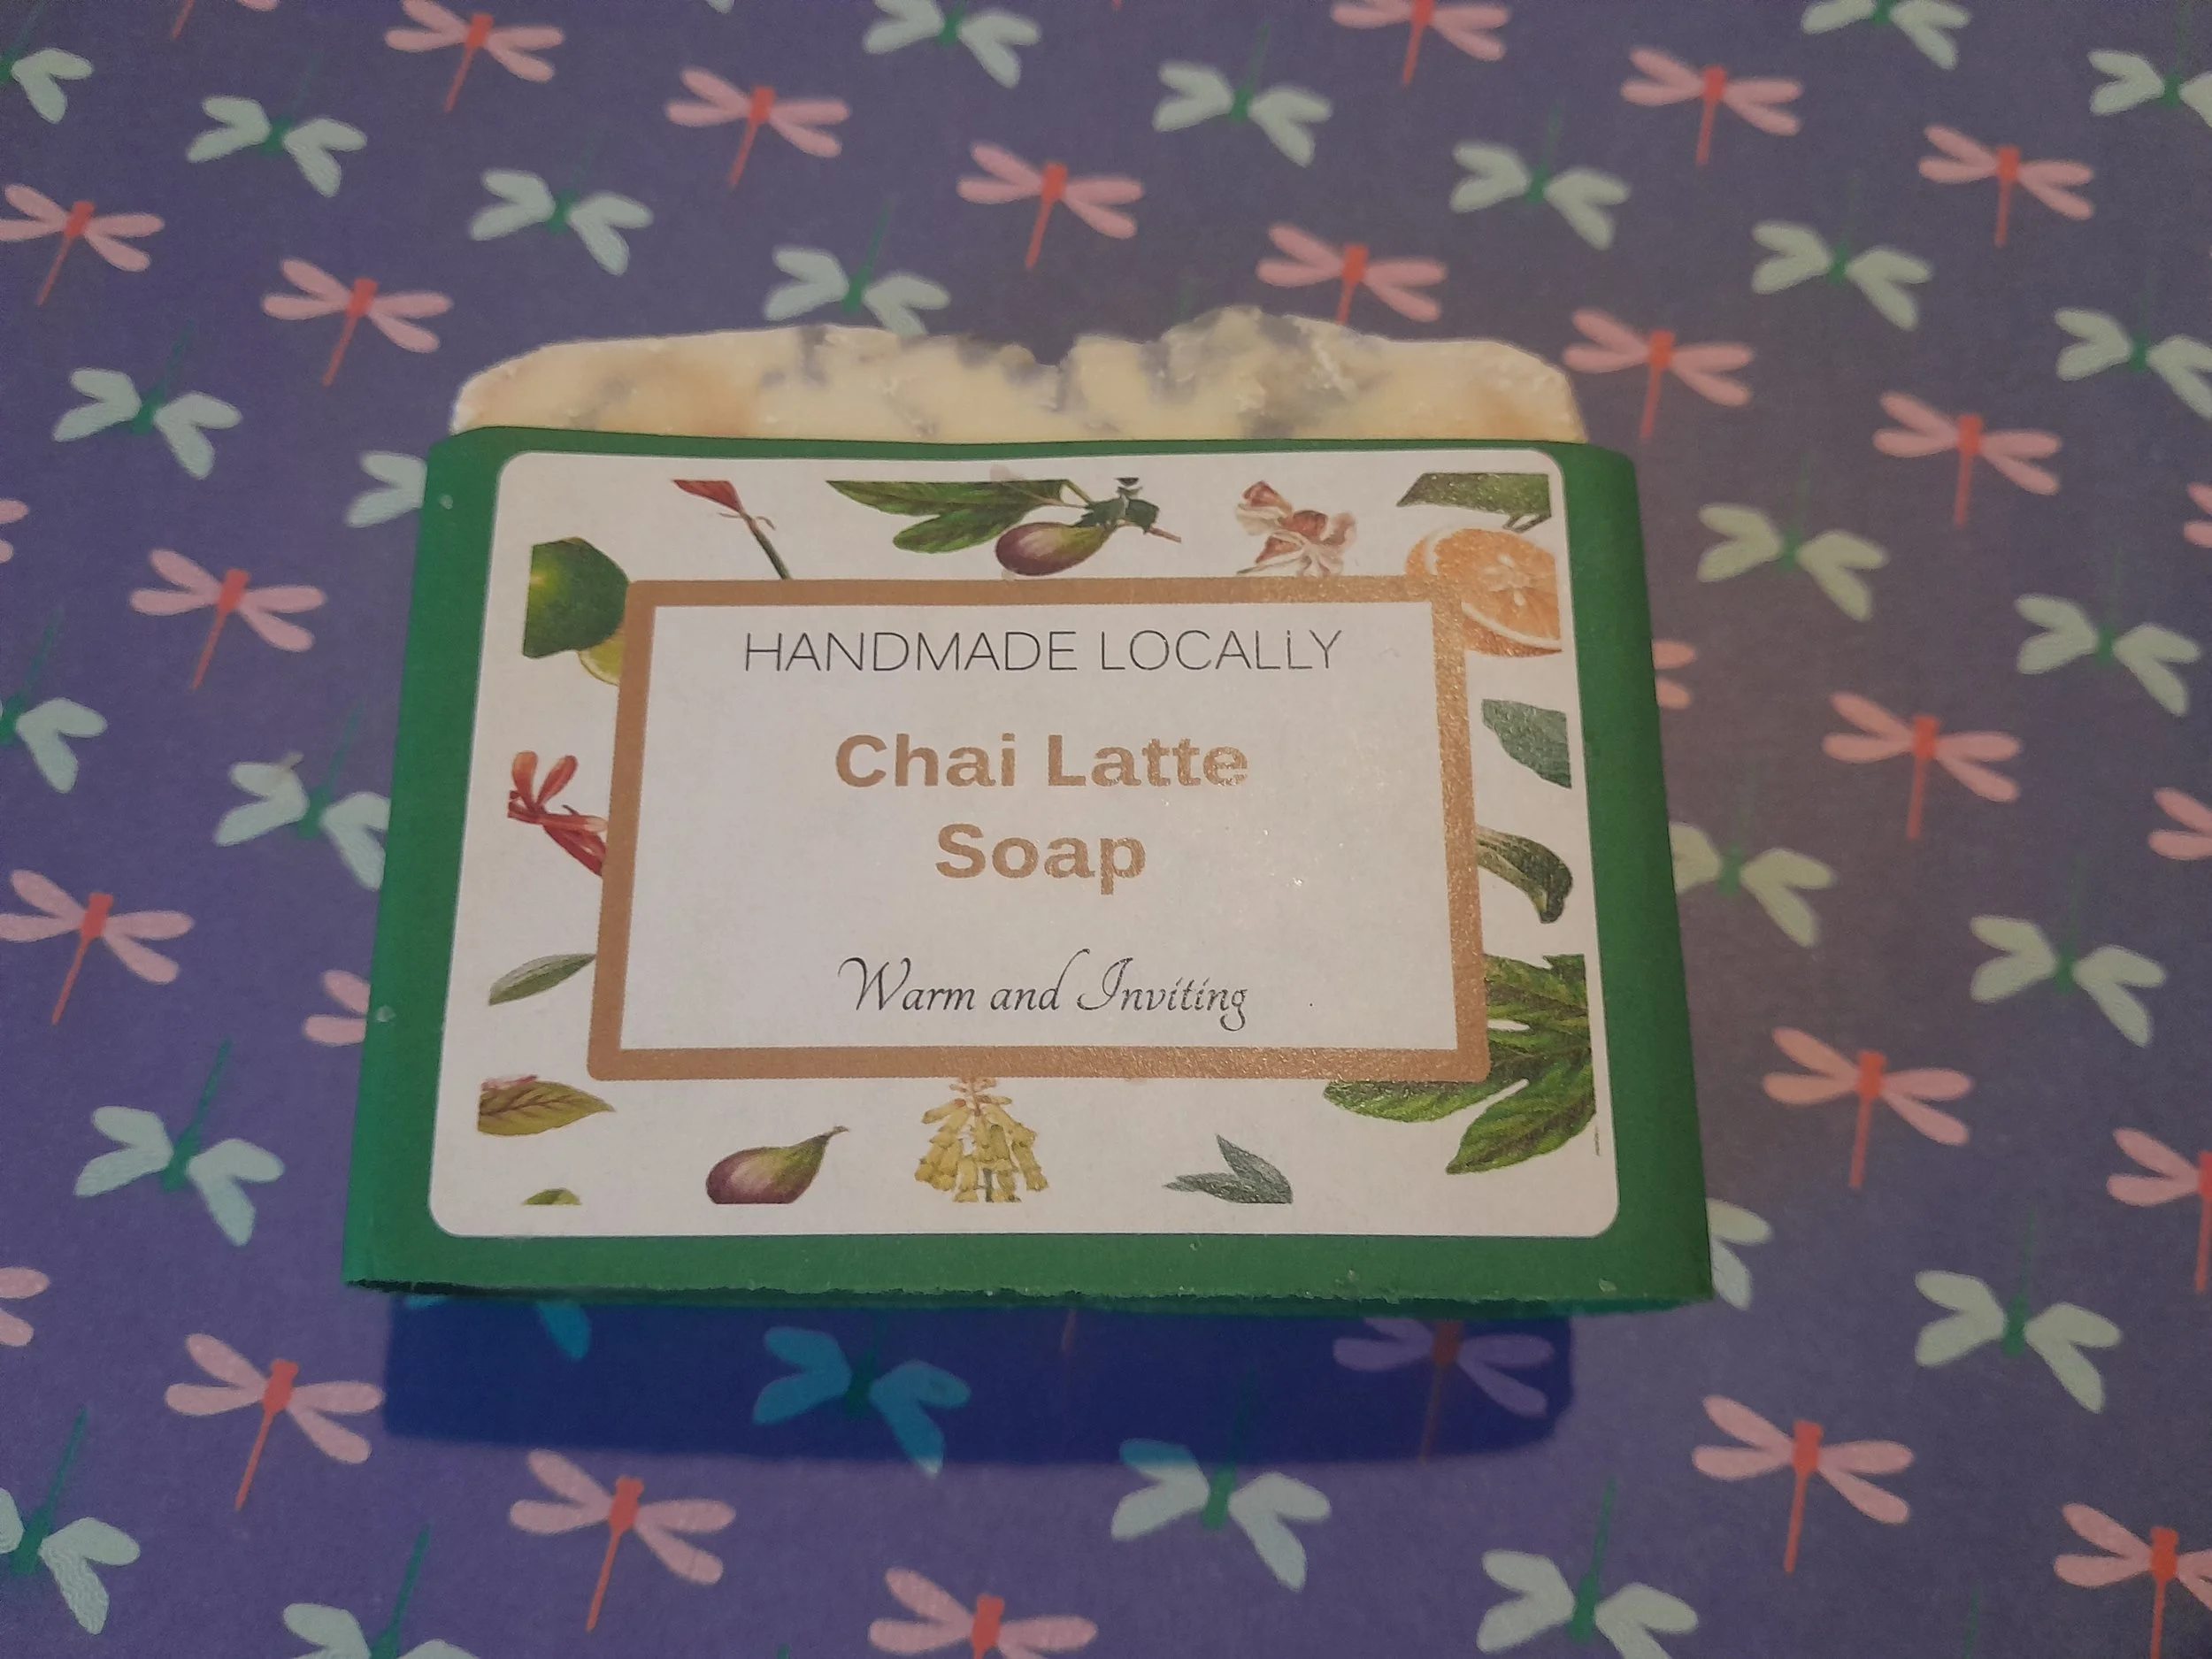 HANDMADE LOCALLY
Chai Latte
Soap
Warm and Inviting